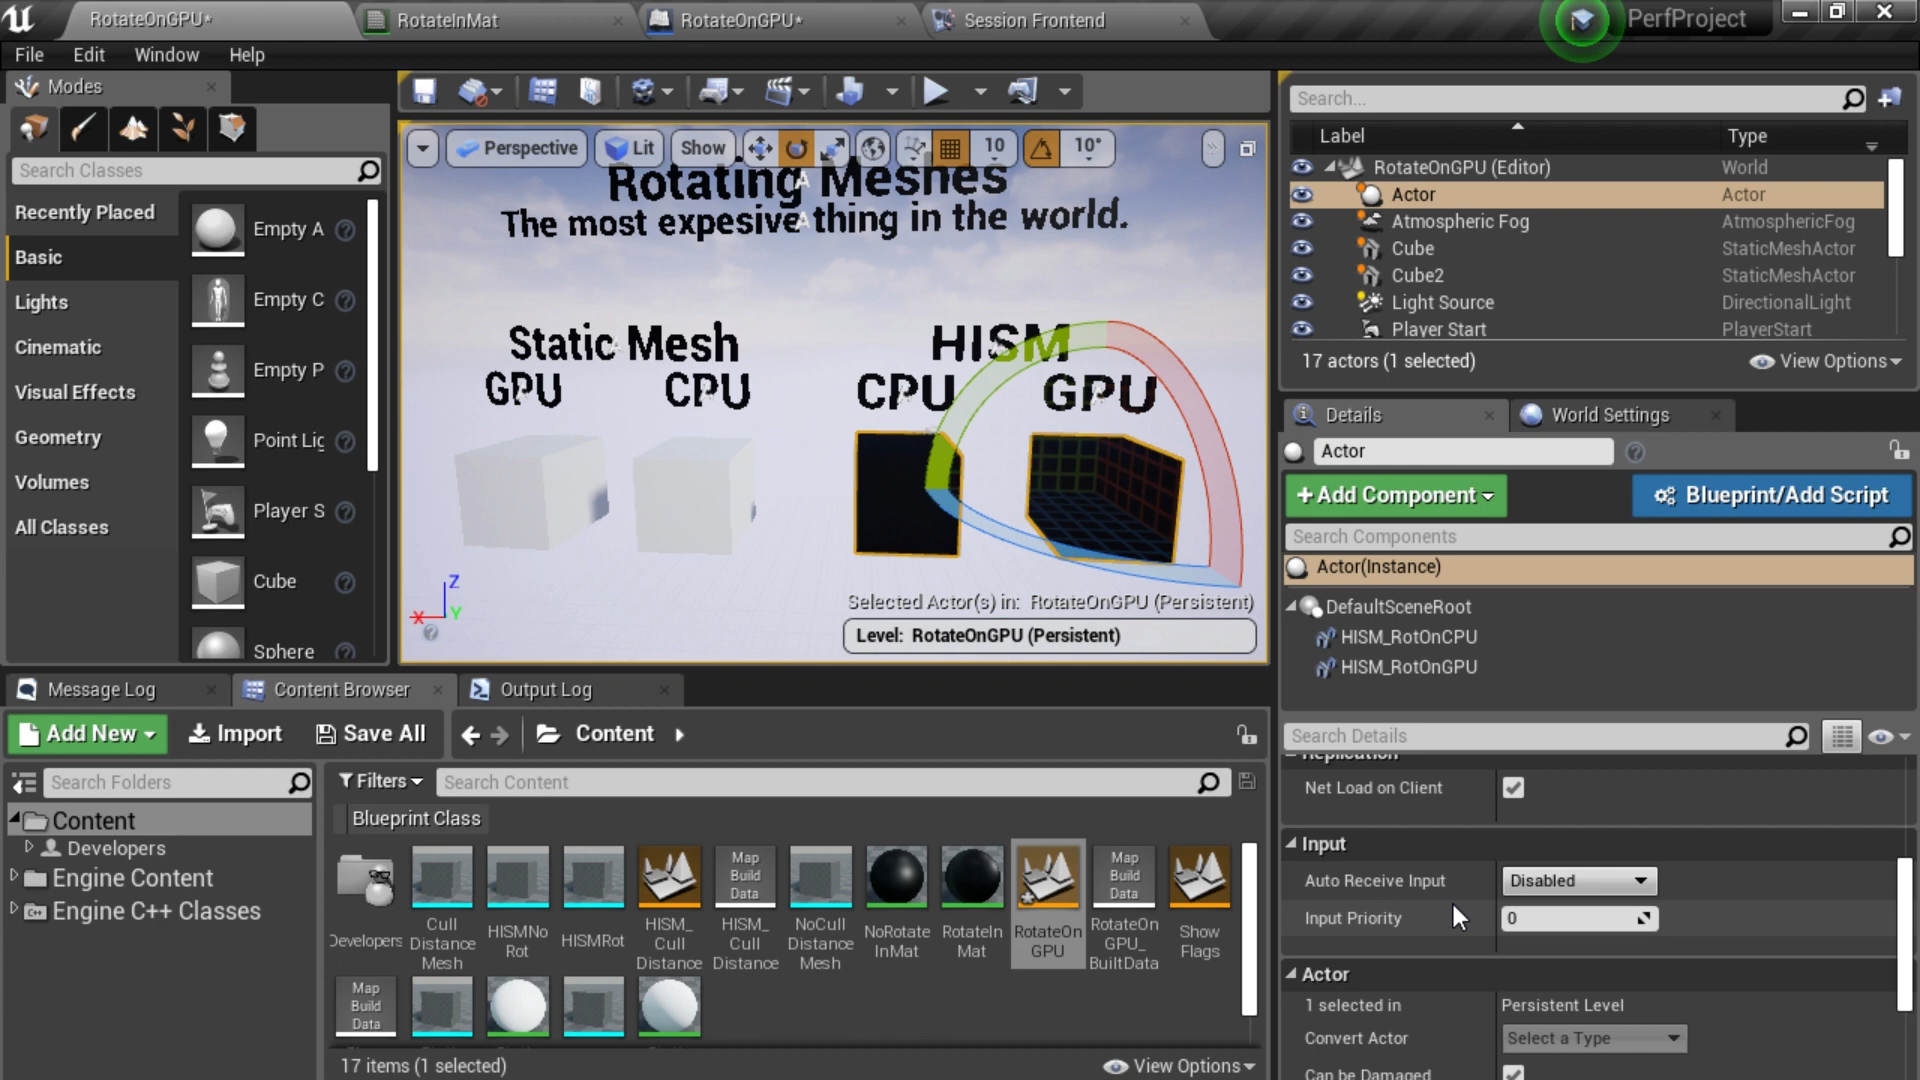 RotateOnGPU*
RotateInMat
RotateOnGPU*
Session Frontend
PerfProject
File
Edit
Window
Help
Modes
Search Classes
Recently Placed
Basic
Lights
Cinematic
Visual Effects
Geometry
Volumes
All Classes
Empty A
Empty C
Empty P
Point Lig
Player S
Cube
Sphere
Perspective
Lit
Show
10
10°
Rotating Meshes
The most expesive thing in the world.
Static Mesh
GPU
CPU
HISM
CPU
GPU
Z
X
Y
Selected Actor(s) in: RotateOnGPU (Persistent)
Level: RotateOnGPU (Persistent)
Search...
Label
Type
RotateOnGPU (Editor)
World
Actor
Actor
Atmospheric Fog
AtmosphericFog
Cube
StaticMeshActor
Cube2
StaticMeshActor
Light Source
DirectionalLight
Player Start
PlayerStart
17 actors (1 selected)
View Options
Details
World Settings
Actor
+Add Component
Blueprint/Add Script
Search Components
Actor(Instance)
DefaultSceneRoot
HISM_RotOnCPU
HISM_RotOnGPU
Search Details
Replication
Net Load on Client
Input
Auto Receive Input
Disabled
Input Priority
0
Actor
1 selected in
Persistent Level
Convert Actor
Select a Type
Can be Damaged
Message Log
Content Browser
Output Log
Add New
Import
Save All
Content
Search Folders
Filters
Search Content
Content
Developers
Engine Content
Engine C++ Classes
Blueprint Class
Developers
Cull Distance Mesh
HISMNo Rot
HISMRot
HISM_ Cull Distance
Map Build Data
HISM_ Cull Distance
NoCull Distance Mesh
NoRotate InMat
RotateIn Mat
RotateOn GPU
Map Build Data
RotateOn GPU_ BuiltData
Show Flags
Map Build Data
17 items (1 selected)
View Options